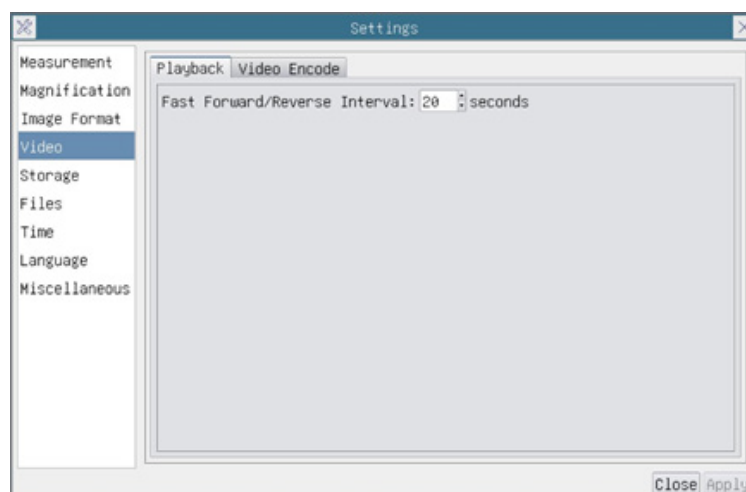 Settings
Measurement
Magnification
Image Format
Video
Storage
Files
Time
Language
Miscellaneous
Playback Video Encode
Fast Forward/Reverse Interval: 20 seconds
Close Apply